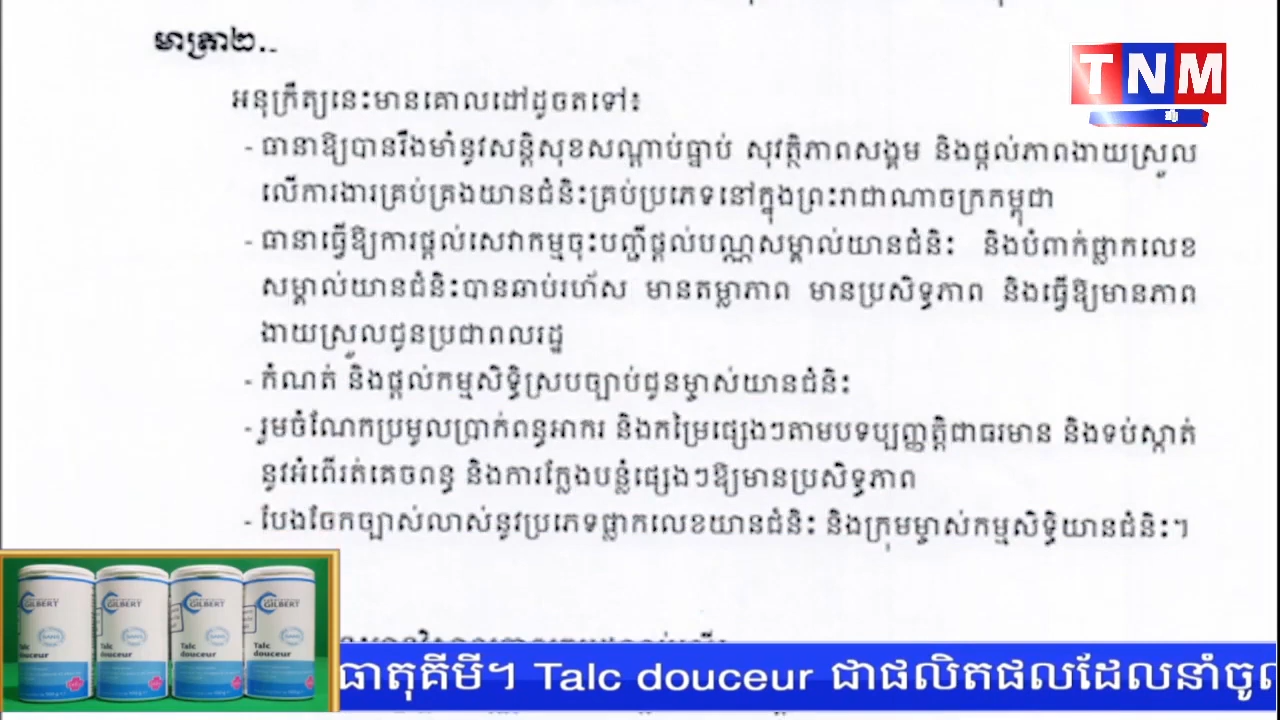 មាត្រា២..
TNM
អនុក្រឹត្យនេះមានគោលដៅដូចតទៅ៖
- ធានាឱ្យបានរឹងមាំនូវសន្តិសុខសណ្តាប់ធ្នាប់ សុវត្ថិភាពសង្គម និងផ្តល់ភាពងាយស្រួល
លើការងារគ្រប់គ្រងយានជំនិះគ្រប់ប្រភេទនៅក្នុងព្រះរាជាណាចក្រកម្ពុជា
- ធានាធ្វើឱ្យការផ្តល់សេវាកម្មចុះបញ្ជីផ្តល់បណ្ណសម្គាល់យានជំនិះ និងបំពាក់ផ្លាកលេខ
សម្គាល់យានជំនិះបានឆាប់រហ័ស មានតម្លាភាព មានប្រសិទ្ធភាព និងធ្វើឱ្យមានភាព
ងាយស្រួលជូនប្រជាពលរដ្ឋ
- កំណត់ និងផ្តល់កម្មសិទ្ធិស្របច្បាប់ជូនម្ចាស់យានជំនិះ
- រួមចំណែកប្រមូលប្រាក់ពន្ធអាករ និងកម្រៃផ្សេងៗតាមបទប្បញ្ញត្តិជាធរមាន និងទប់ស្កាត់
នូវអំពើរត់គេចពន្ធ និងការក្លែងបន្លំផ្សេងៗឱ្យមានប្រសិទ្ធភាព
- បែងចែកច្បាស់លាស់នូវប្រភេទផ្លាកលេខយានជំនិះ និងក្រុមម្ចាស់កម្មសិទ្ធិយានជំនិះ។
GILBERT GILBERT GILBERT GILBERT
Talc Talc Talc Talc
douceur douceur douceur douceur
ធាតុគីមី។ Talc douceur ជាផលិតផលដែលនាំចូល